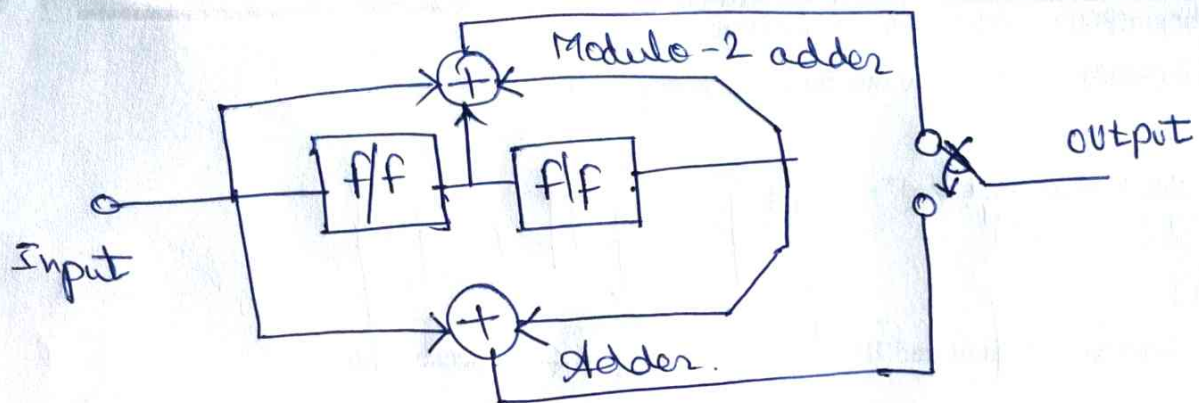 Modulo-2 adder
+
output
f/f
f/f
Input
+
Adder.